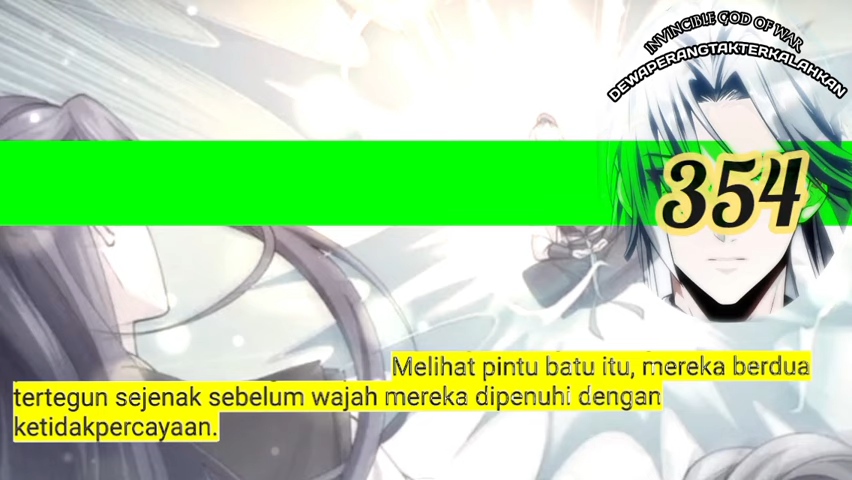 INVINCIBLE GOD OF WAR
DEWAPERANGTAKTERKALAHKAN
354
Melihat pintu batu itu, mereka berdua
tertegun sejenak sebelum wajah mereka dipenuhi dengan
ketidakpercayaan.